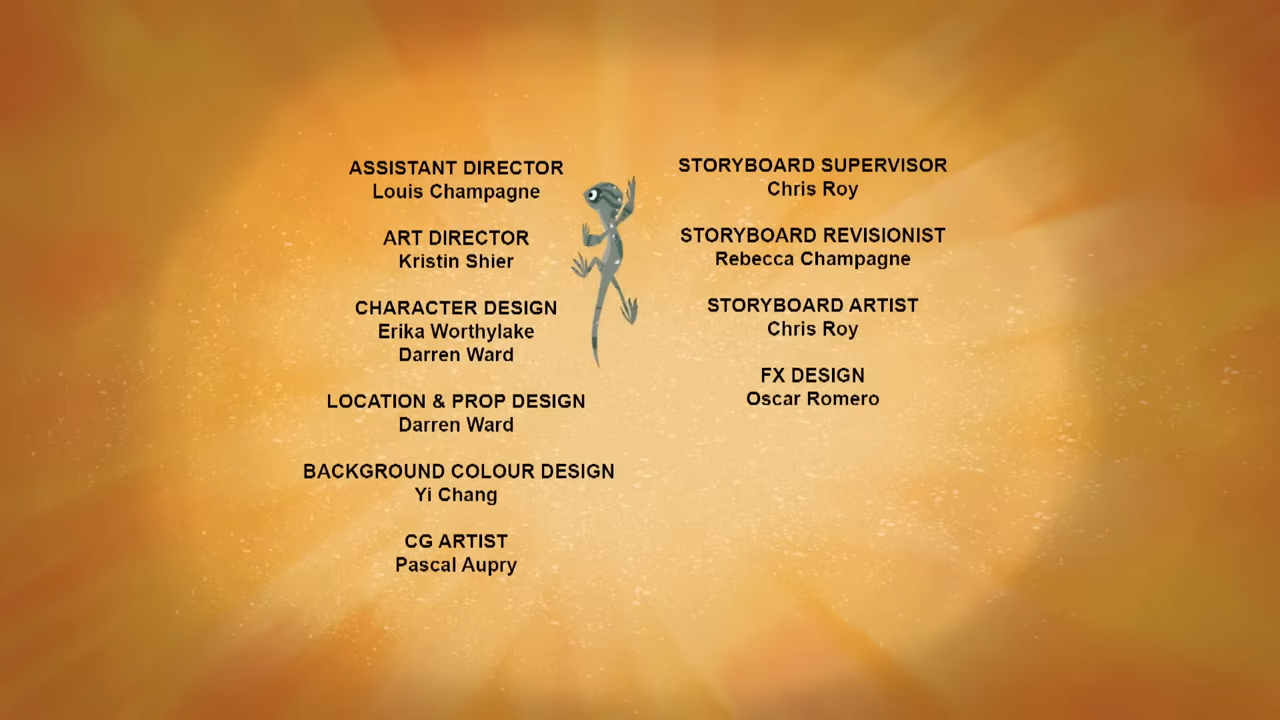 ASSISTANT DIRECTOR
Louis Champagne
ART DIRECTOR
Kristin Shier
CHARACTER DESIGN
Erika Worthylake
Darren Ward
LOCATION & PROP DESIGN
Darren Ward
BACKGROUND COLOUR DESIGN
Yi Chang
CG ARTIST
Pascal Aupry
STORYBOARD SUPERVISOR
Chris Roy
STORYBOARD REVISIONIST
Rebecca Champagne
STORYBOARD ARTIST
Chris Roy
FX DESIGN
Oscar Romero